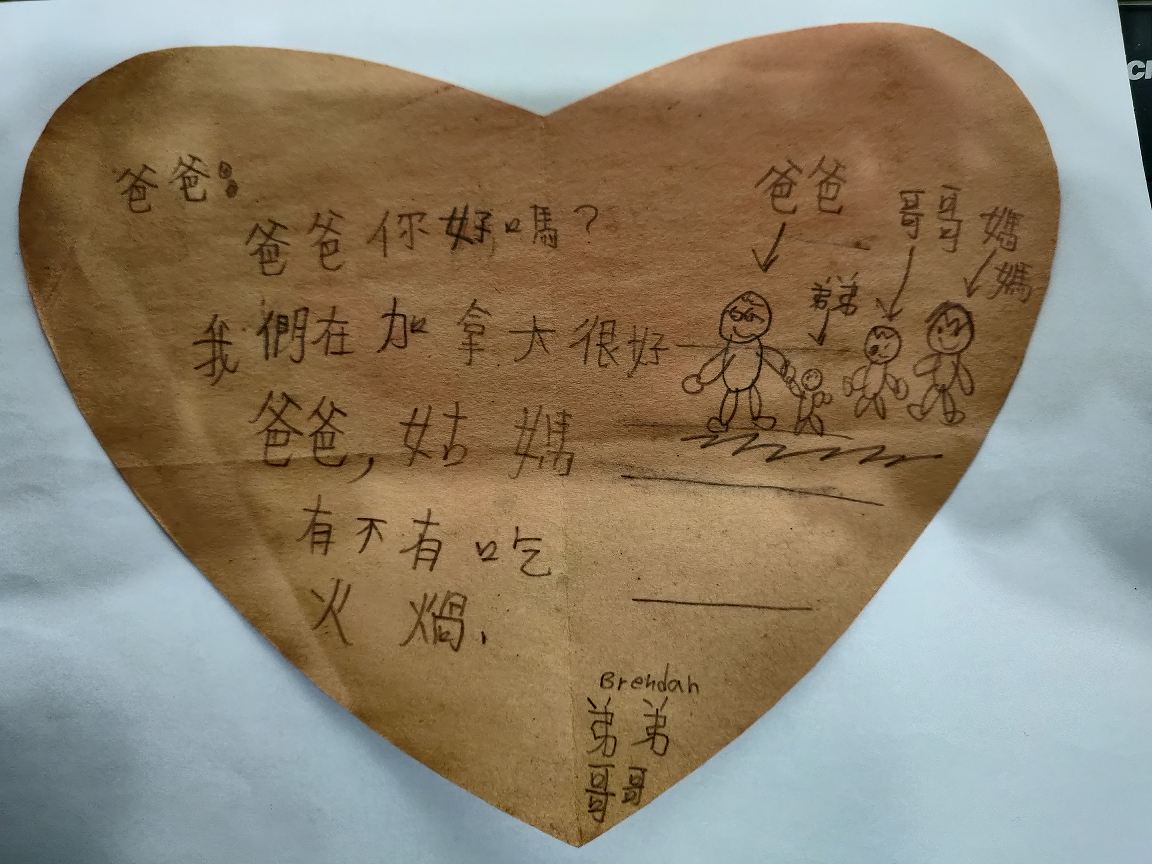 爸爸：
爸爸你好嗎？
我們在加拿大很好
爸爸，姑媽
有不有吃
火煱，
爸爸
哥哥
媽
媽
弟弟
Brendan
弟弟
哥哥